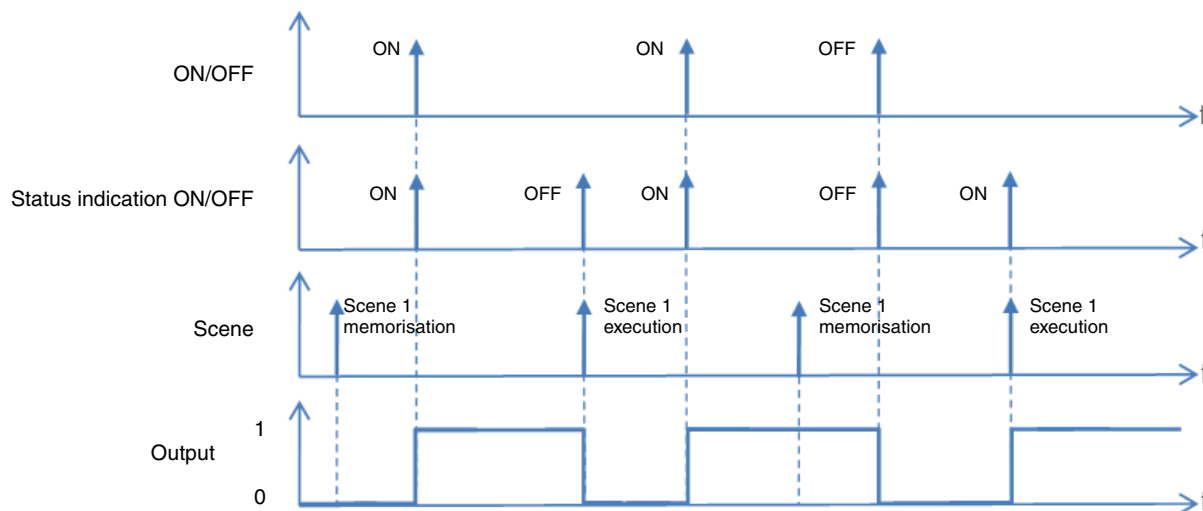 ON
ON
OFF
ON/OFF
t
ON
OFF
ON
OFF
ON
Status indication ON/OFF
t
Scene 1
memorisation
Scene 1
execution
Scene 1
memorisation
Scene 1
execution
Scene
t
1
Output
0
t